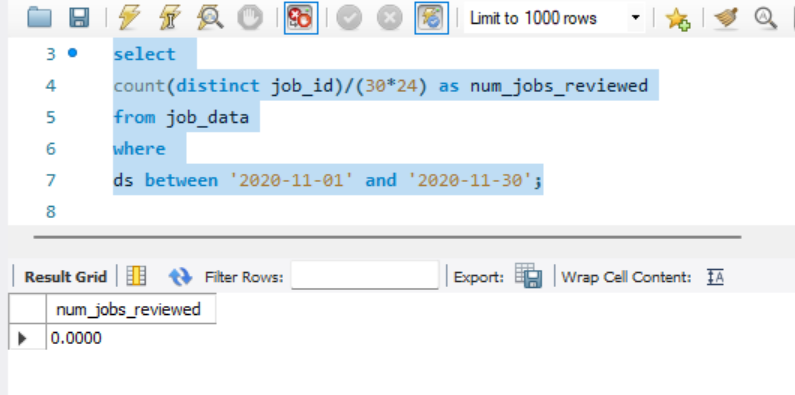 Limit to 1000 rows
3 select
4 count(distinct job_id)/(30*24) as num_jobs_reviewed
5 from job_data
6 where
7 ds between '2020-11-01' and '2020-11-30';
8
Result Grid Filter Rows: Export: Wrap Cell Content: IA
num_jobs_reviewed
0.0000